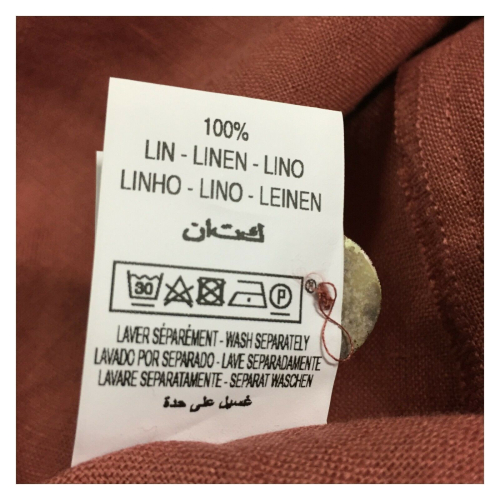 100%
LIN - LINEN - LINO
LINHO - LINO - LEINEN
كتان
30 P ®
LAVER SÉPARÉMENT - WASH SEPARATELY
LAVADO POR SEPARADO - LAVE SEPARADAMENTE
LAVARE SEPARATAMENTE - SEPARAT WASCHEN
غسيل على حدة